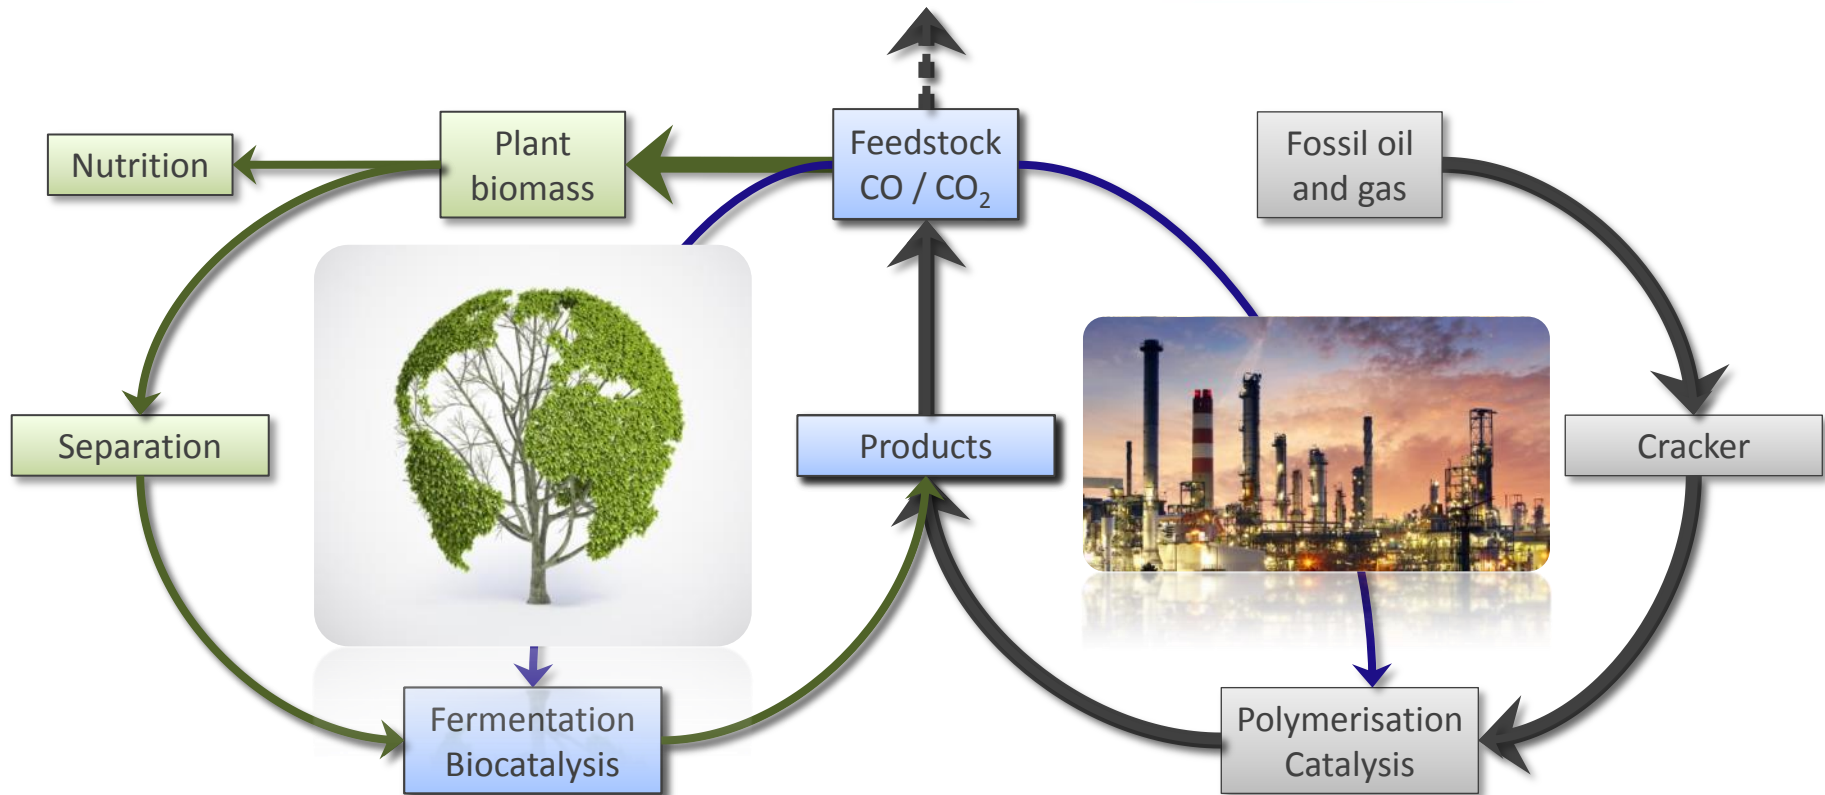 Nutrition
Plant
biomass
Feedstock
CO / CO₂
Fossil oil
and gas
Separation
Products
Cracker
Fermentation
Biocatalysis
Polymerisation
Catalysis